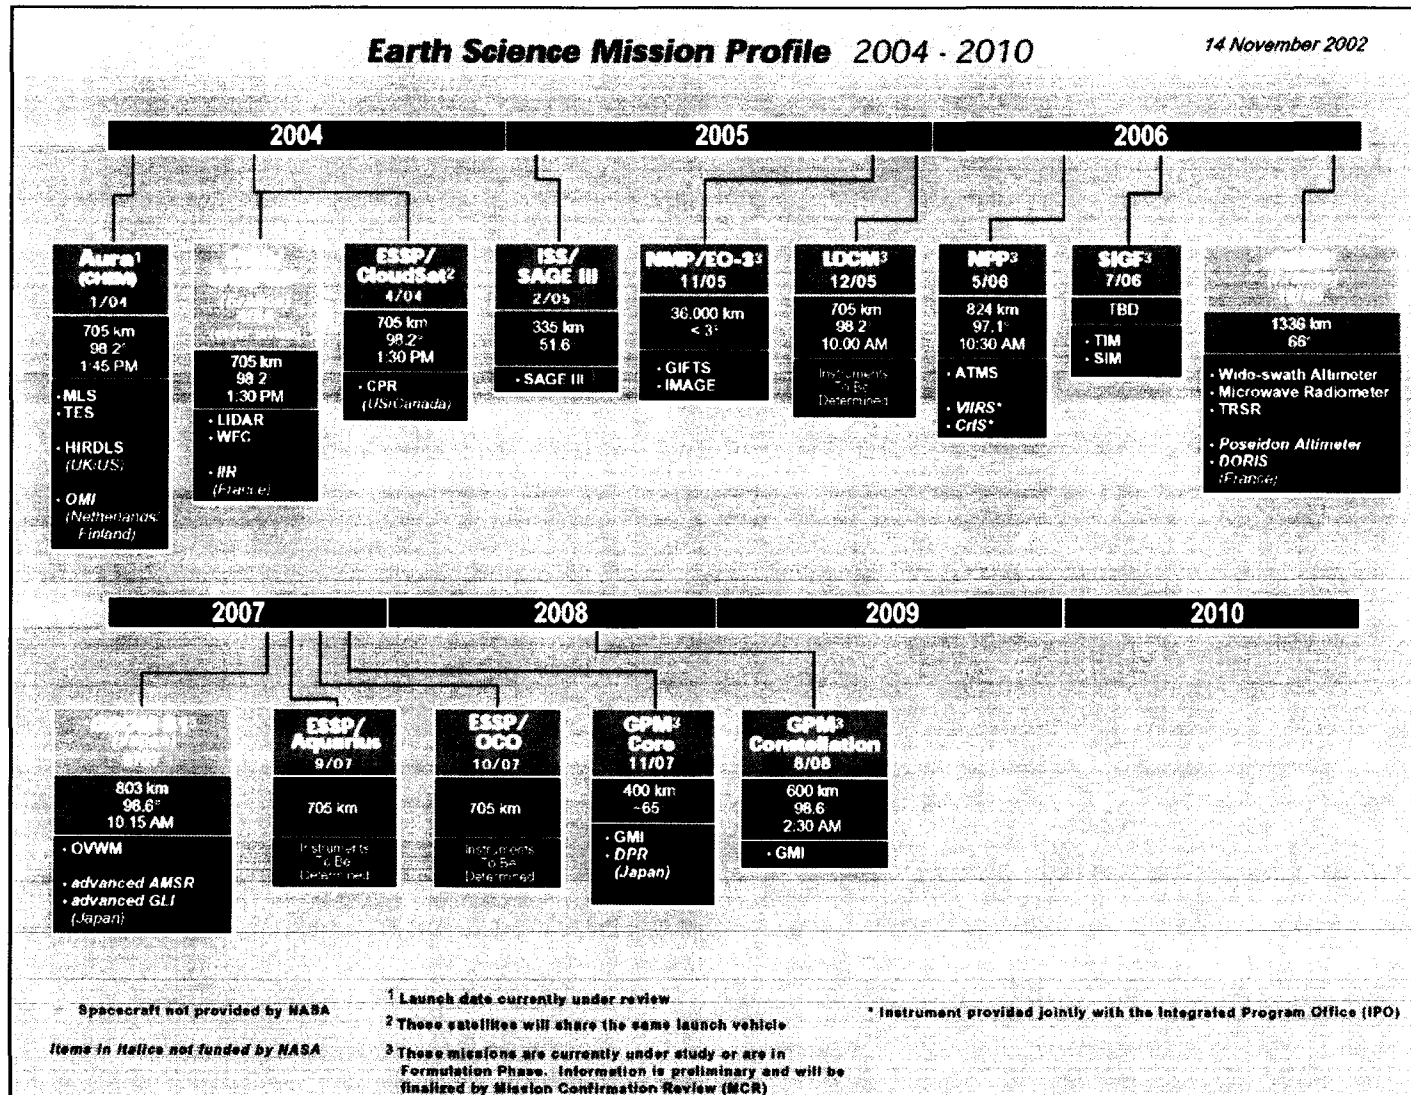 Earth Science Mission Profile 2004 - 2010
14 November 2002
2004
2005
2006
Aura¹
(CHEM)
1/04
705 km
98.2°
1:45 PM
• MLS
• TES
• HIRDLS
(UK/US)
• OMI
(Netherlands/
Finland)
705 km
98.2
1:30 PM
• LIDAR
• WFC
• IIR
(France)
ESSP/
CloudSat²
4/04
705 km
98.2°
1:30 PM
• CPR
(US/Canada)
ISS/
SAGE III
2/05
335 km
51.6
• SAGE III
NMP/EO-3³
11/05
36,000 km
< 3°
• GIFTS
• IMAGE
LDCM³
12/05
705 km
98.2
10:00 AM
Instruments
To Be
Determined
NPP³
5/06
824 km
97.1°
10:30 AM
• ATMS
• VIIRS*
• CrIS*
SIGF³
7/06
TBD
• TIM
• SIM
1336 km
66°
• Wide-swath Altimeter
• Microwave Radiometer
• TRSR
• Poseidon Altimeter
• DORIS
(France)
2007
2008
2009
2010
803 km
98.6°
10:15 AM
• OVWM
• advanced AMSR
• advanced GLI
(Japan)
ESSP/
Aquarius
9/07
705 km
Instruments
To Be
Determined
ESSP/
OCO
10/07
705 km
Instruments
To Be
Determined
GPM³
Core
11/07
400 km
~65
• GMI
• DPR
(Japan)
GPM³
Constellation
8/08
600 km
98.6
2:30 AM
• GMI
Spacecraft not provided by NASA
Items in italics not funded by NASA
¹ Launch date currently under review
² These satellites will share the same launch vehicle
³ These missions are currently under study or are in
Formulation Phase. Information is preliminary and will be
finalized by Mission Confirmation Review (MCR)
* Instrument provided jointly with the Integrated Program Office (IPO)